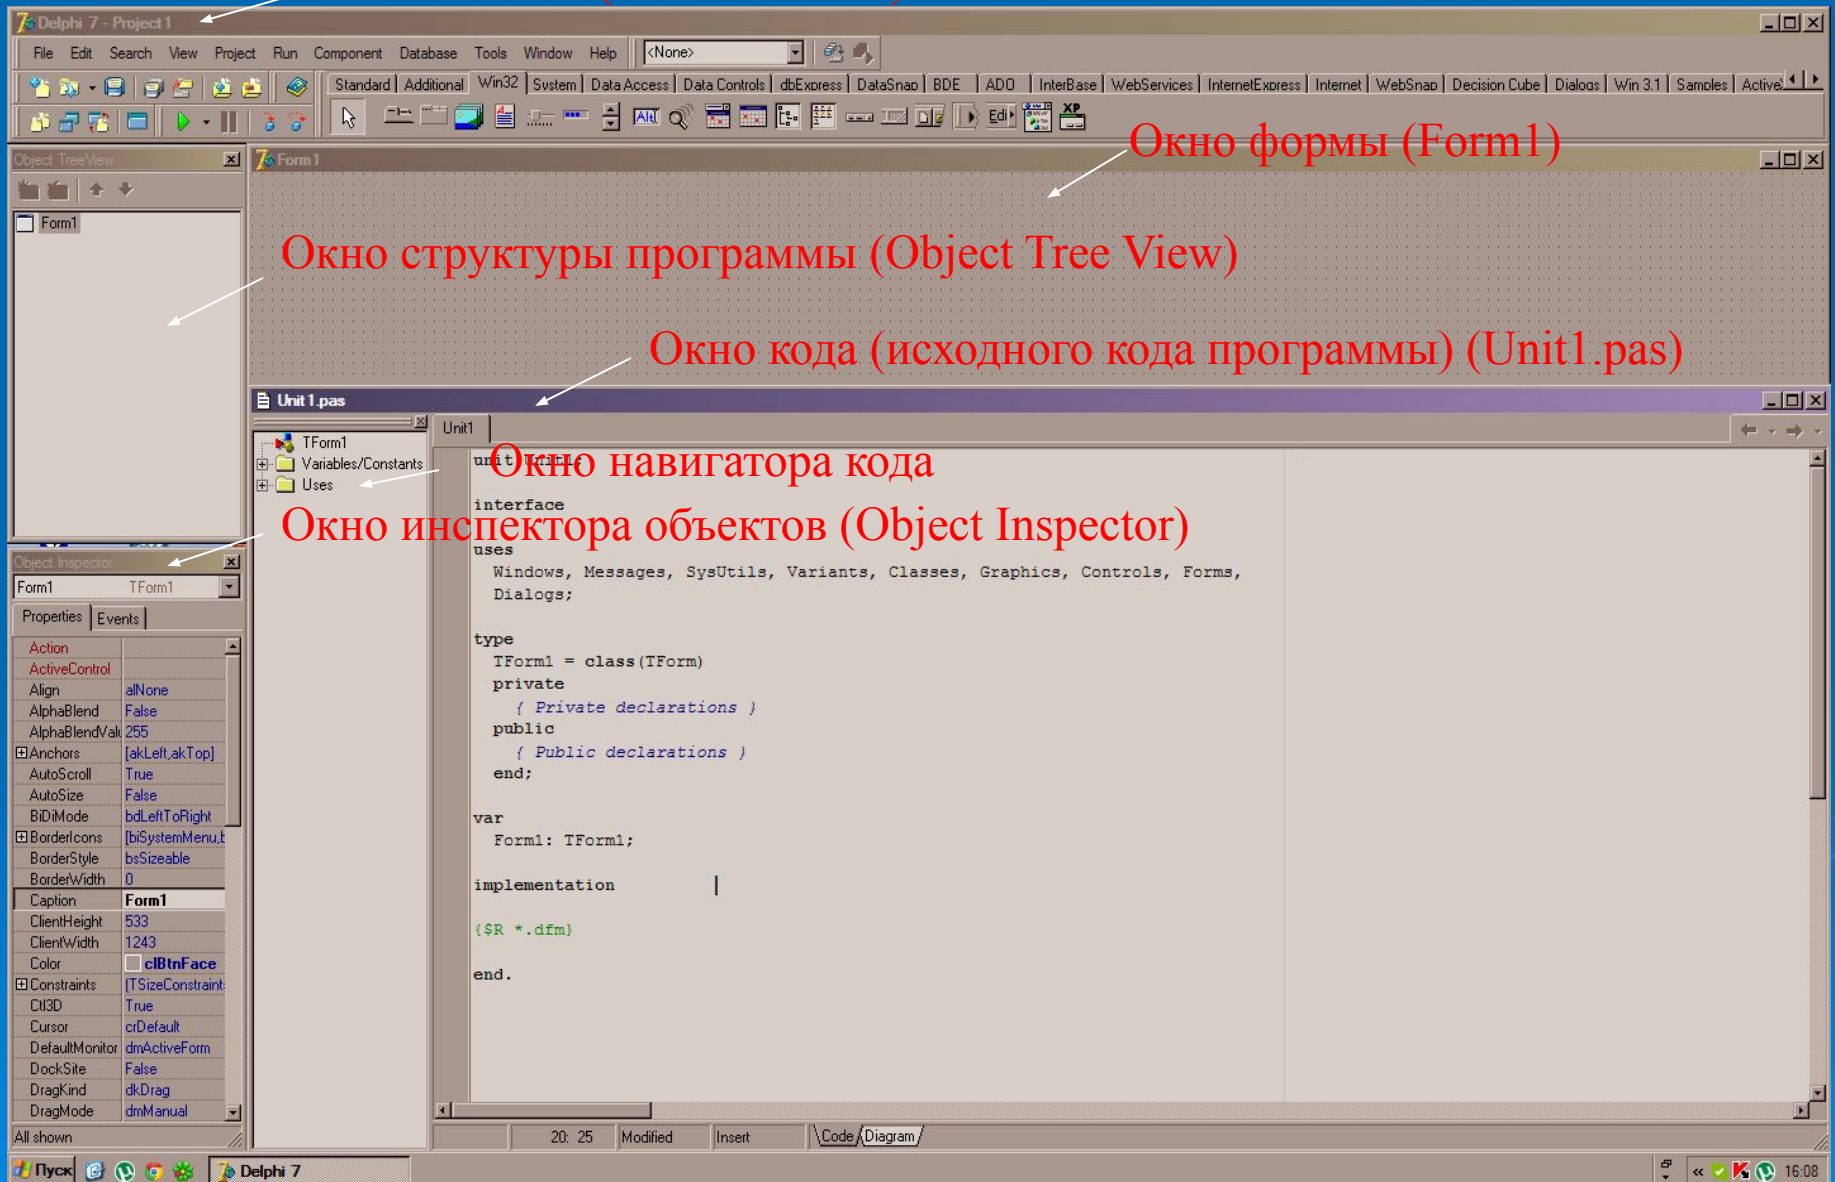 Delphi 7 - Project1
File Edit Search View Project Run Component Database Tools Window Help <None>
Standard Additional Win32 System Data Access Data Controls dbExpress DataSnap BDE ADO InterBase WebServices InternetExpress Internet WebSnap Decision Cube Dialogs Win 3.1 Samples
Окно формы (Form1)
Object TreeView
Form1
Form1
Окно структуры программы (Object Tree View)
Окно кода (исходного кода программы) (Unit1.pas)
Unit1.pas
TForm1
Variables/Constants
Uses
Unit1
Окно навигатора кода
Окно инспектора объектов (Object Inspector)
unit Unit1;
interface
uses
Windows, Messages, SysUtils, Variants, Classes, Graphics, Controls, Forms,
Dialogs;
type
TForm1 = class(TForm)
private
{ Private declarations }
public
{ Public declarations }
end;
var
Form1: TForm1;
implementation
{$R *.dfm}
end.
Object Inspector
Form1 TForm1
Properties Events
Action
ActiveControl
Align alNone
AlphaBlend False
AlphaBlendValu 255
Anchors [akLeft,akTop]
AutoScroll True
AutoSize False
BiDiMode bdLeftToRight
BorderIcons [biSystemMenu,
BorderStyle bsSizeable
BorderWidth 0
Caption Form1
ClientHeight 533
ClientWidth 1243
Color clBtnFace
Constraints (TSizeConstraint
Ctl3D True
Cursor crDefault
DefaultMonitor dmActiveForm
DockSite False
DragKind dkDrag
DragMode dmManual
All shown
20: 25 Modified Insert Code Diagram
Пуск Delphi 7 16:08